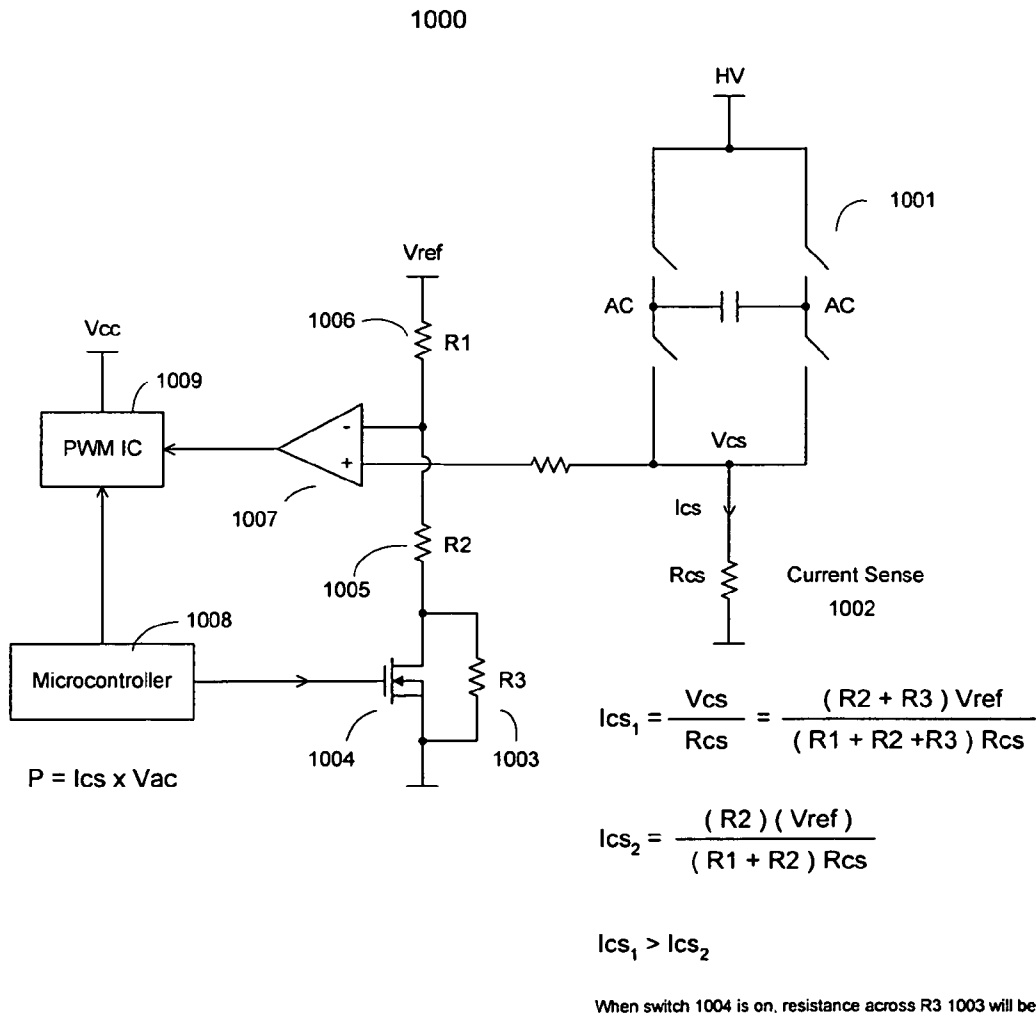 1000
HV
1001
Vref
AC
AC
1006
R1
Vcc
1009
PWM IC
-
+
Vcs
1007
Ics
R2
1005
Rcs
Current Sense
1002
1008
Microcontroller
R3
1004
1003
P = Ics x Vac
Ics₁ = Vcs / Rcs = ( R2 + R3 ) Vref / ( R1 + R2 +R3 ) Rcs
Ics₂ = ( R2 ) ( Vref ) / ( R1 + R2 ) Rcs
Ics₁ > Ics₂
When switch 1004 is on, resistance across R3 1003 will be